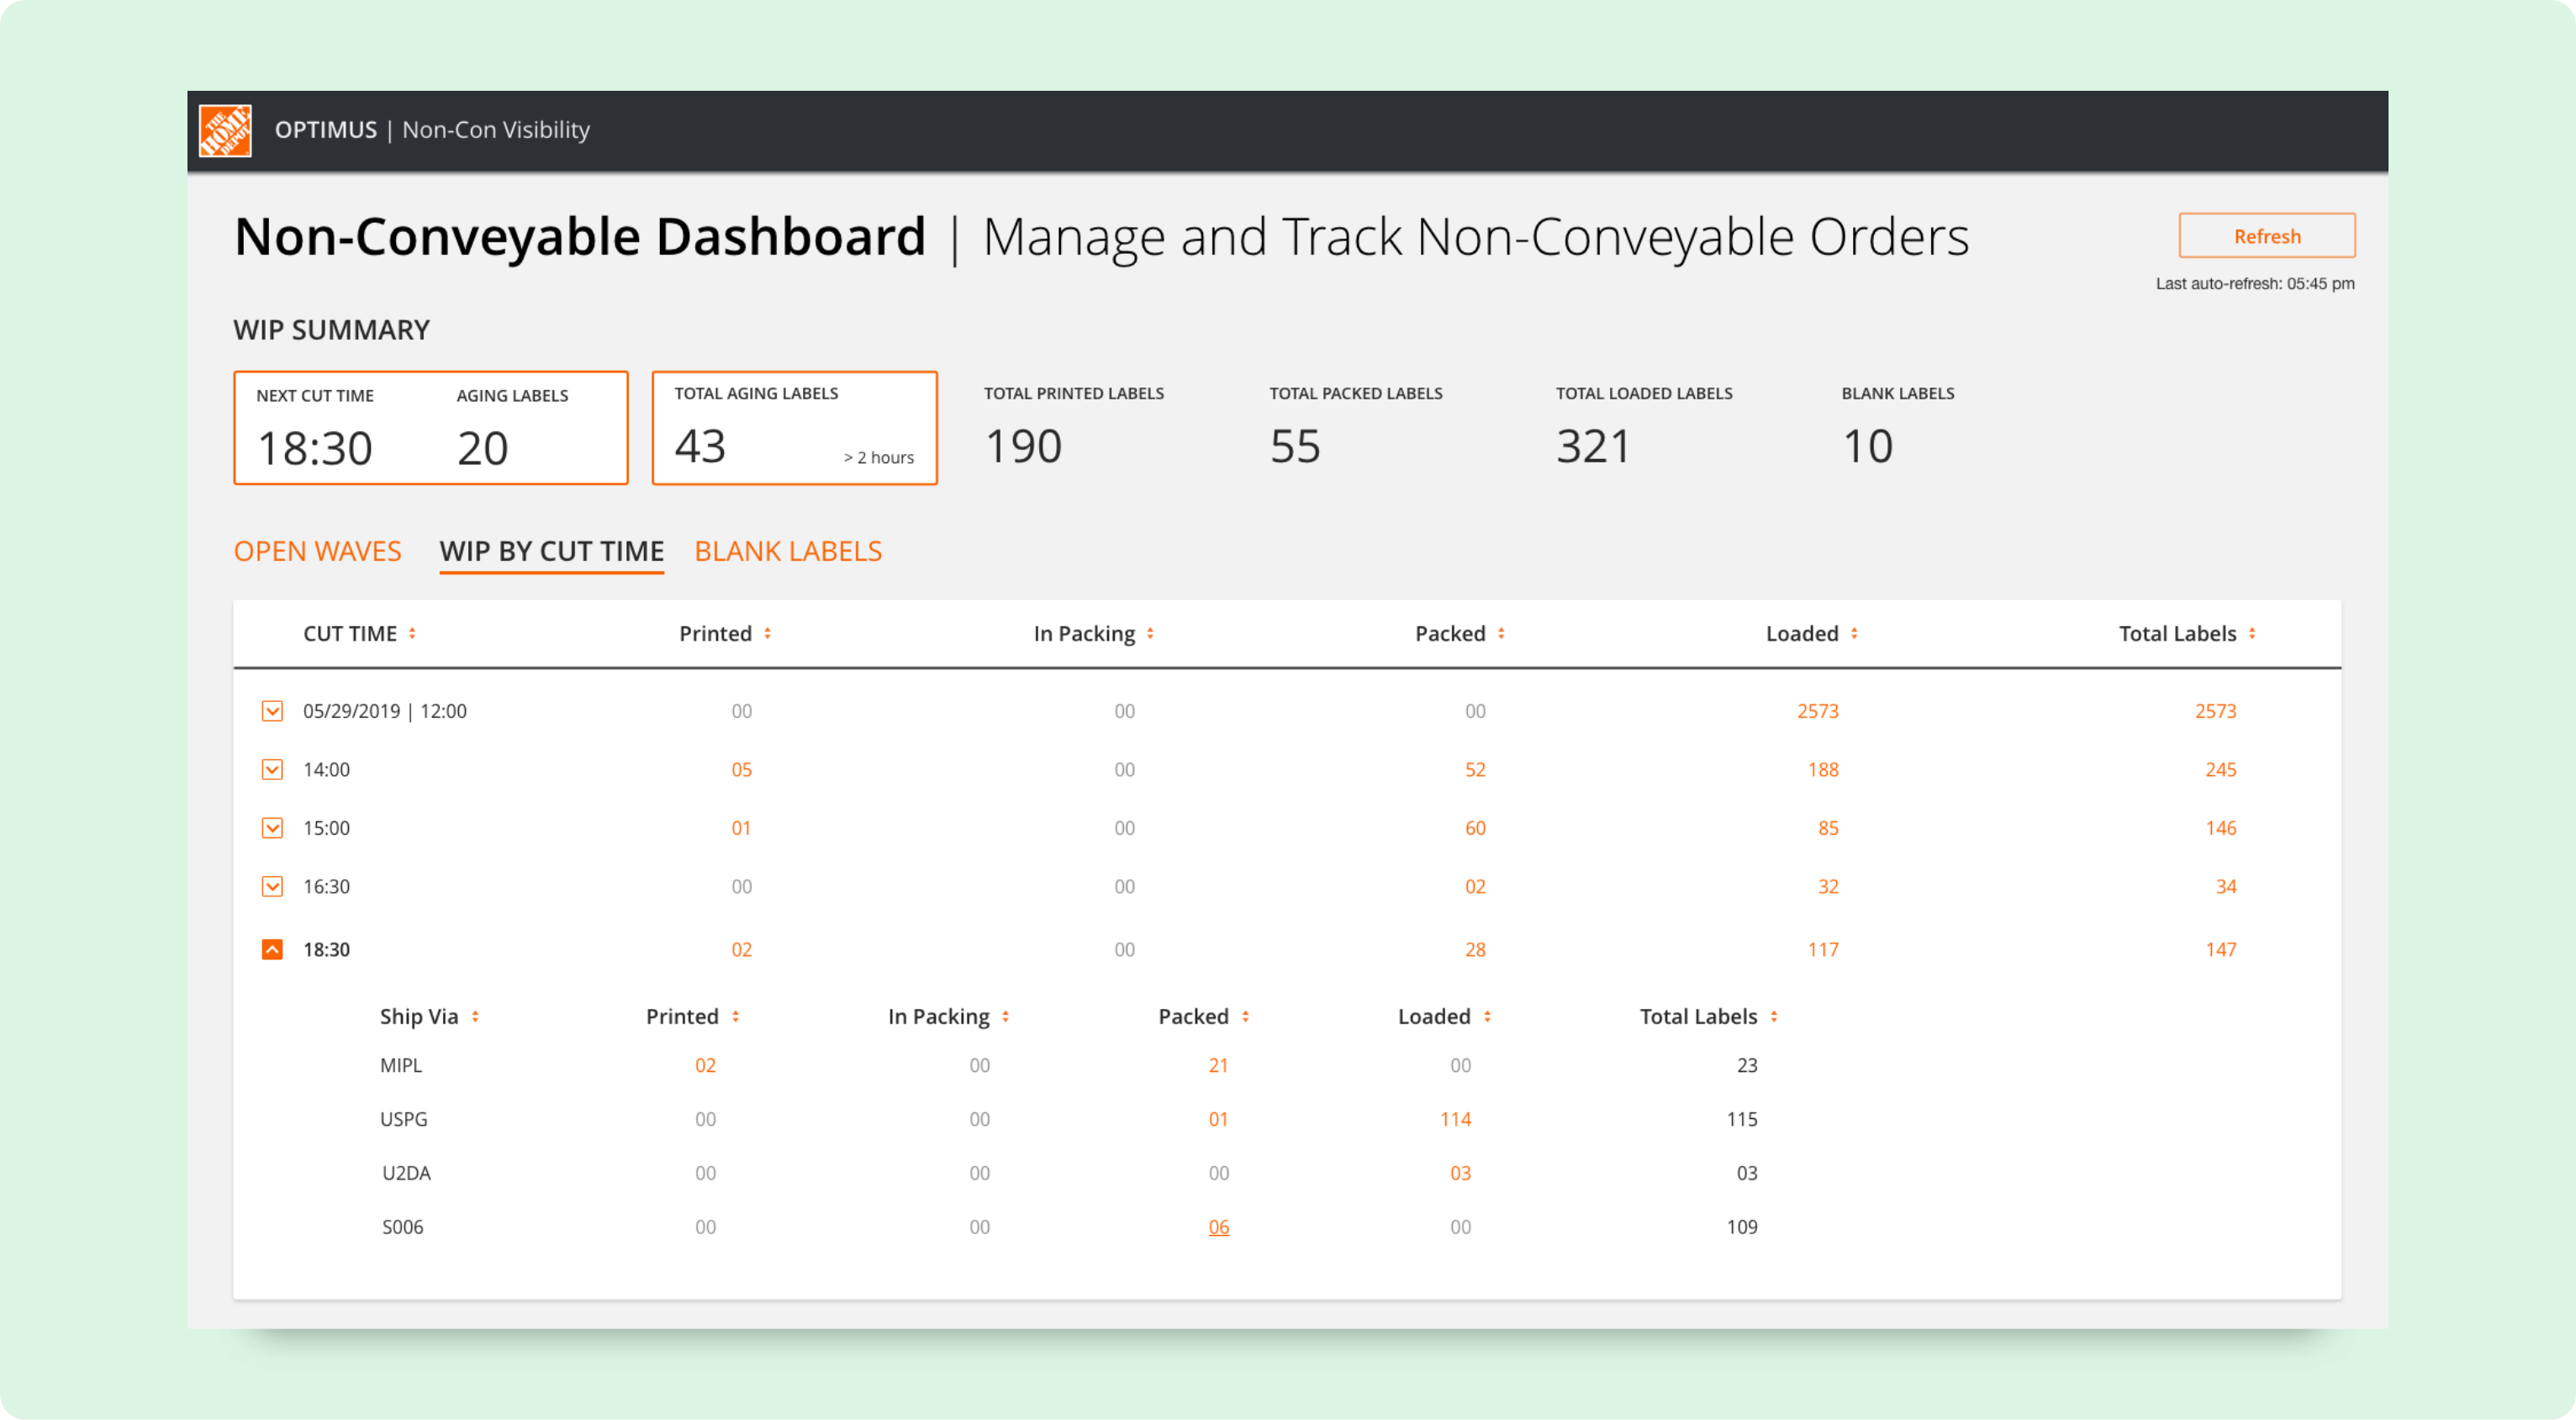 THE HOME DEPOT
OPTIMUS | Non-Con Visibility
Non-Conveyable Dashboard | Manage and Track Non-Conveyable Orders
Refresh
Last auto-refresh: 05:45 pm
WIP SUMMARY
NEXT CUT TIME AGING LABELS TOTAL AGING LABELS TOTAL PRINTED LABELS TOTAL PACKED LABELS TOTAL LOADED LABELS BLANK LABELS
18:30 20 43 > 2 hours 190 55 321 10
OPEN WAVES WIP BY CUT TIME BLANK LABELS
CUT TIME Printed In Packing Packed Loaded Total Labels
05/29/2019 | 12:00 00 00 00 2573 2573
14:00 05 00 52 188 245
15:00 01 00 60 85 146
16:30 00 00 02 32 34
18:30 02 00 28 117 147
Ship Via Printed In Packing Packed Loaded Total Labels
MIPL 02 00 21 00 23
USPG 00 00 01 114 115
U2DA 00 00 00 03 03
S006 00 00 06 00 109